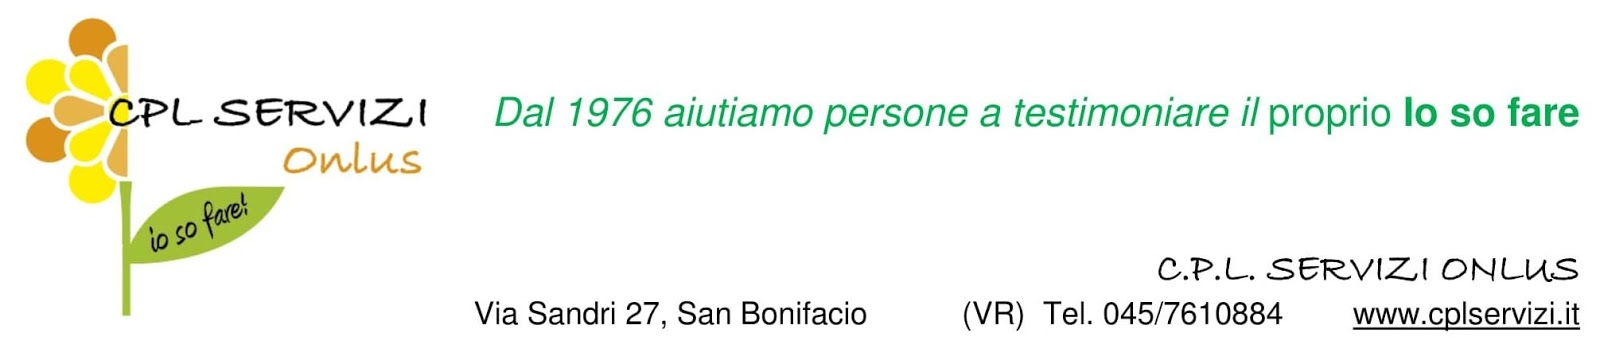 CPL SERVIZI
Onlus
io so fare!
Dal 1976 aiutiamo persone a testimoniare il proprio Io so fare
C.P.L. SERVIZI ONLUS
Via Sandri 27, San Bonifacio (VR) Tel. 045/7610884 www.cplservizi.it